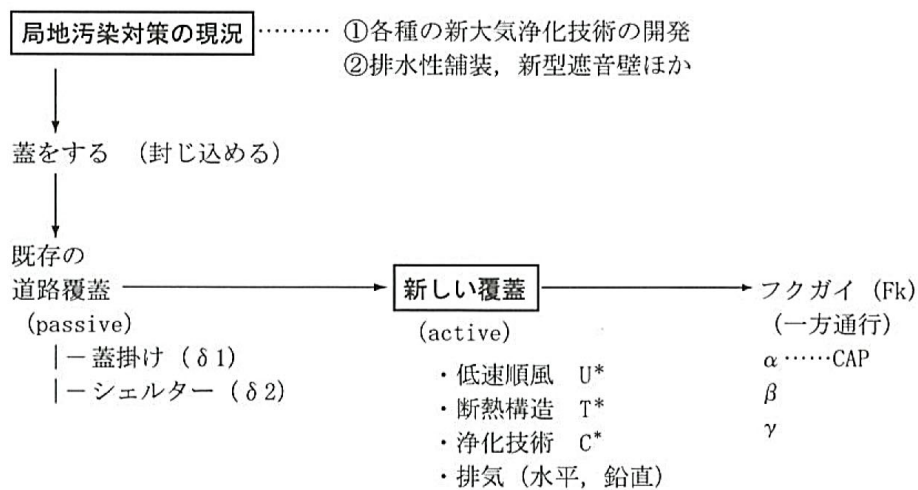 局地汚染対策の現況 ……… ①各種の新大気浄化技術の開発
②排水性舗装，新型遮音壁ほか
蓋をする （封じ込める）
既存の
道路覆蓋
(passive)
|－蓋掛け（δ1）
|－シェルター（δ2）
新しい覆蓋
(active)
・低速順風 U*
・断熱構造 T*
・浄化技術 C*
・排気（水平，鉛直）
フクガイ（Fk）
（一方通行）
α……CAP
β
γ